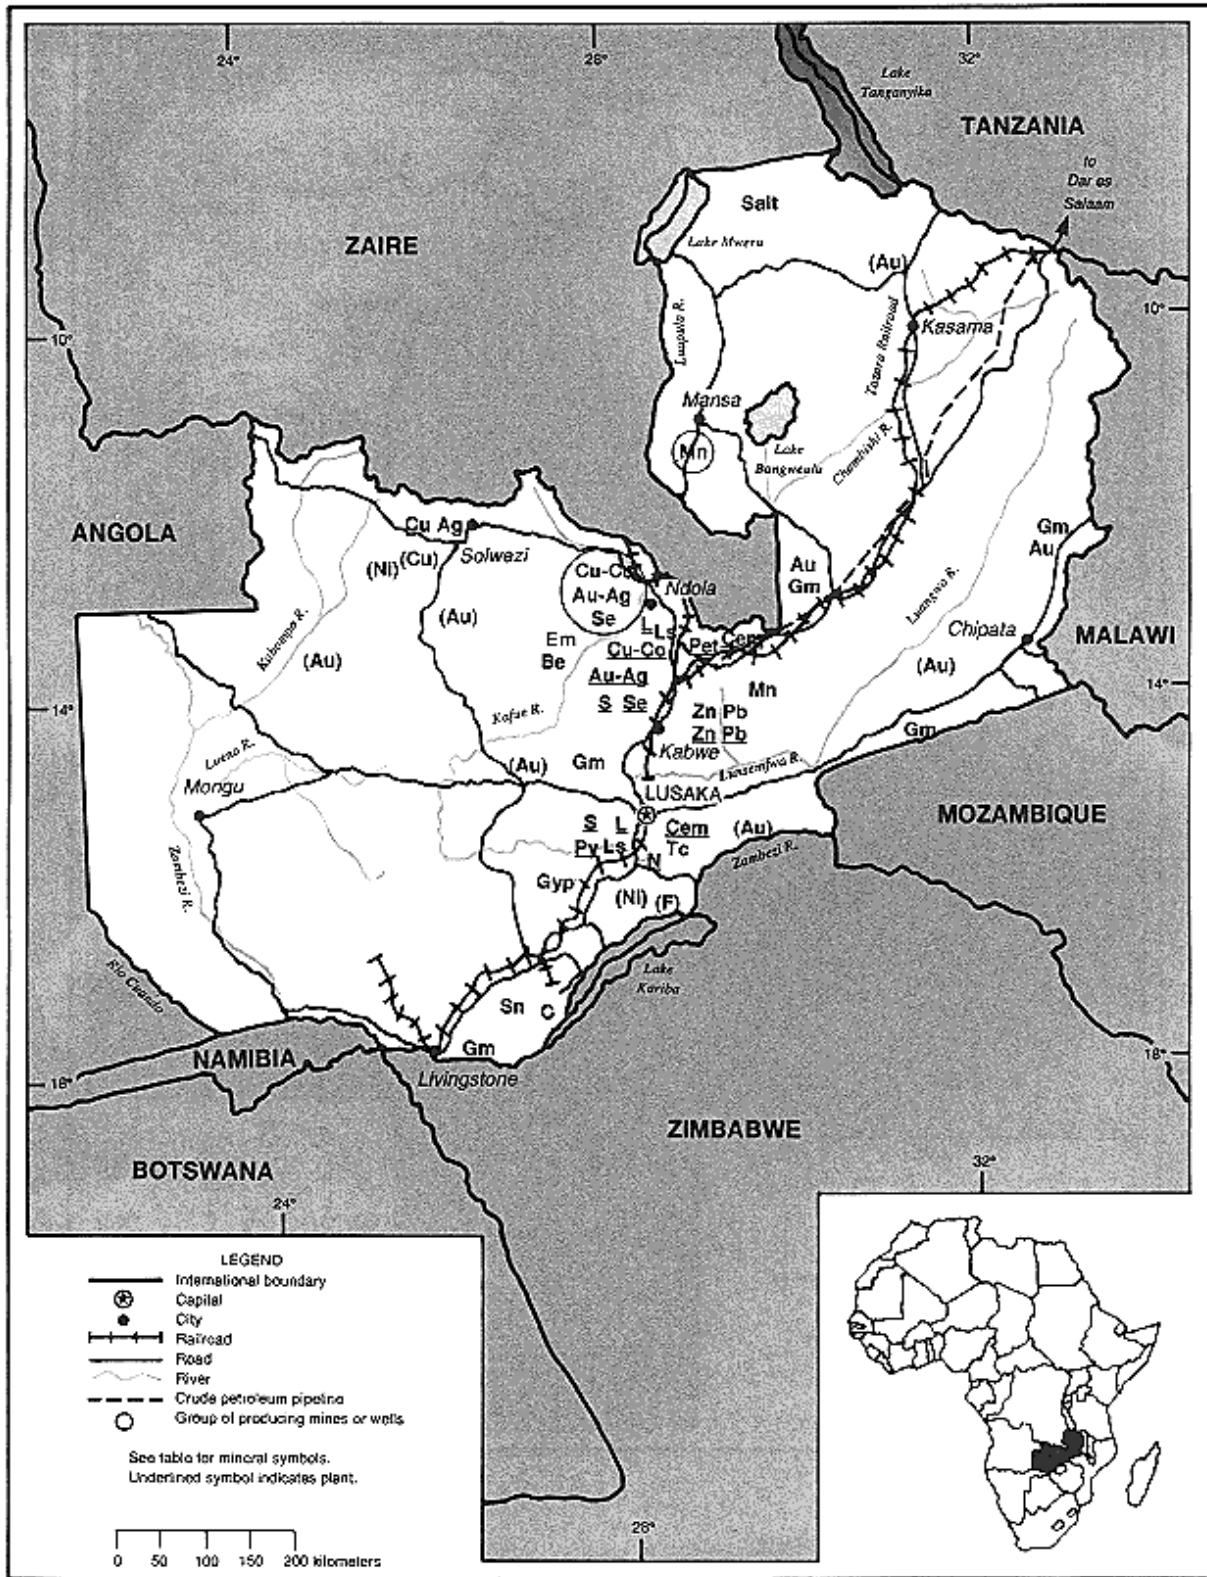 24°
28°
32°
Lake
Tanganyika
TANZANIA
to
Dar es
Salaam
ZAIRE
Salt
Lake Mweru
(Au)
10°
10°
Luapula R.
Tazara Railroad
Kasama
Mansa
Mn
Lake
Bangweulu
Chambishi R.
ANGOLA
Cu Ag
Solwezi
(Ni)
(Cu)
Cu-Co
Au-Ag
Se
Ndola
Au
Gm
Gm
Au
Luangwa R.
Kabompo R.
(Au)
(Au)
Em
Be
L
Ls
Cu-Co
Pet
Cem
Chipata
MALAWI
(Au)
Au-Ag
S Se
Mn
14°
14°
Kafue R.
Zn Pb
Zn Pb
Kabwe
Gm
Luena R.
Mongu
(Au)
Gm
Lunsemfwa R.
LUSAKA
MOZAMBIQUE
S L
Py Ls
Cem
Tc
(Au)
Zambezi R.
Zambezi R.
N
Gyp
(Ni)
(F)
Rio Cuando
Lake
Kariba
Sn
C
Gm
NAMIBIA
18°
18°
Livingstone
ZIMBABWE
BOTSWANA
24°
32°
LEGEND
International boundary
Capital
City
Railroad
Road
River
Crude petroleum pipeline
Group of producing mines or wells
See table for mineral symbols.
Underlined symbol indicates plant.
0 50 100 150 200 kilometers
28°